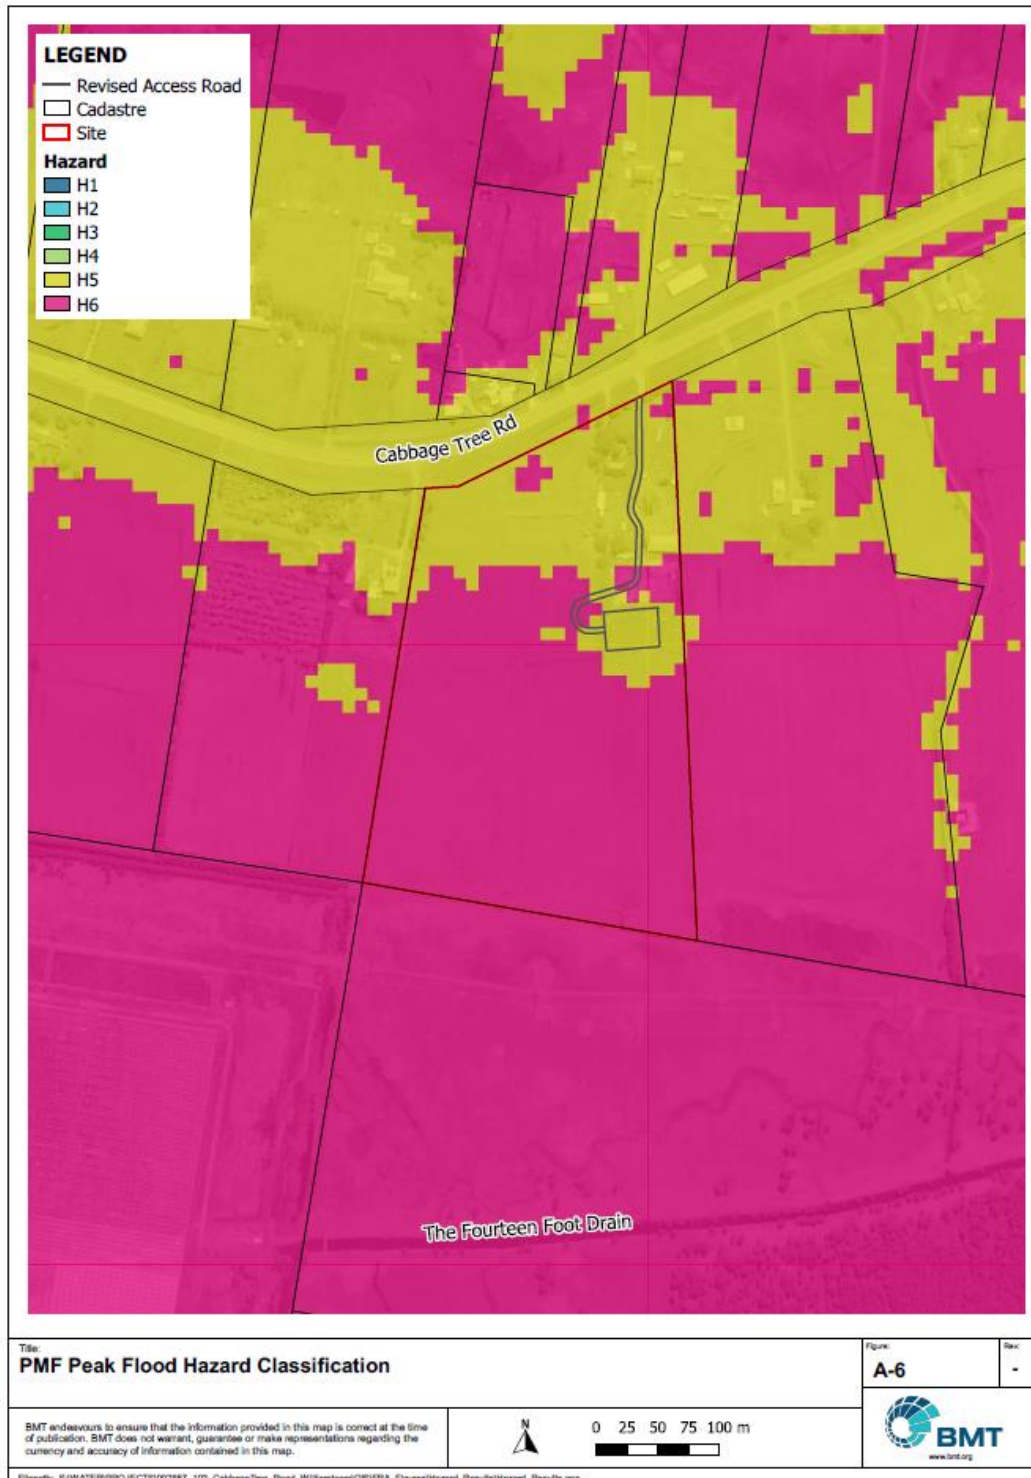 LEGEND
Revised Access Road
Cadastre
Site
Hazard
H1
H2
H3
H4
H5
H6
Cabbage Tree Rd
The Fourteen Foot Drain
Title:
PMF Peak Flood Hazard Classification
Figure:
A-6
Rev:
-
BMT endeavours to ensure that the information provided in this map is correct at the time
of publication. BMT does not warrant, guarantee or make representations regarding the
currency and accuracy of information contained in this map.
N
0 25 50 75 100 m
BMT
www.bmt.org